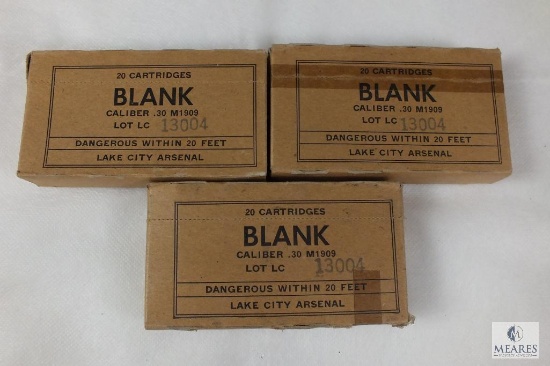 20 CARTRIDGES
BLANK
CALIBER .30 M1909
LOT LC 13004
DANGEROUS WITHIN 20 FEET
LAKE CITY ARSENAL
20 CARTRIDGES
BLANK
CALIBER .30 M1909
LOT LC 13004
DANGEROUS WITHIN 20 FEET
LAKE CITY ARSENAL
20 CARTRIDGES
BLANK
CALIBER .30 M1909
LOT LC 13004
DANGEROUS WITHIN 20 FEET
LAKE CITY ARSENAL
MEARES